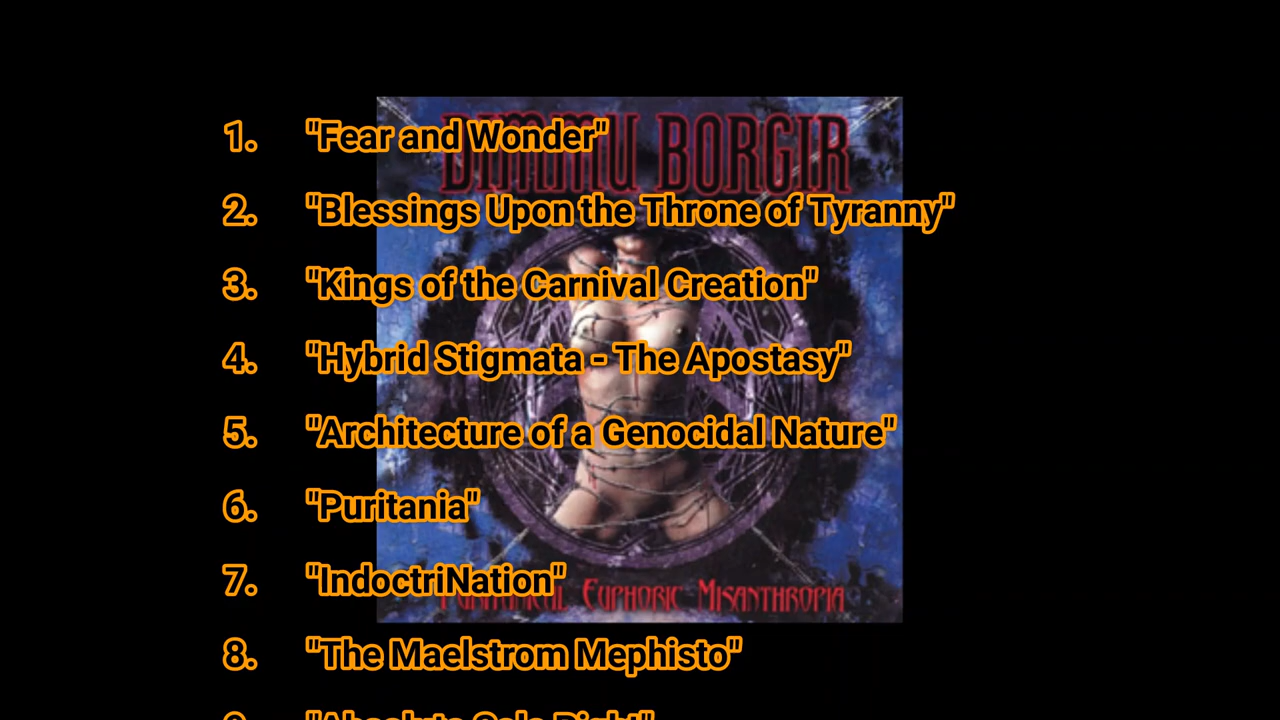 DIMMU BORGIR
1. "Fear and Wonder"
2. "Blessings Upon the Throne of Tyranny"
3. "Kings of the Carnival Creation"
4. "Hybrid Stigmata - The Apostasy"
5. "Architecture of a Genocidal Nature"
6. "Puritania"
7. "IndoctriNation"
Euphoric Misanthropia
8. "The Maelstrom Mephisto"